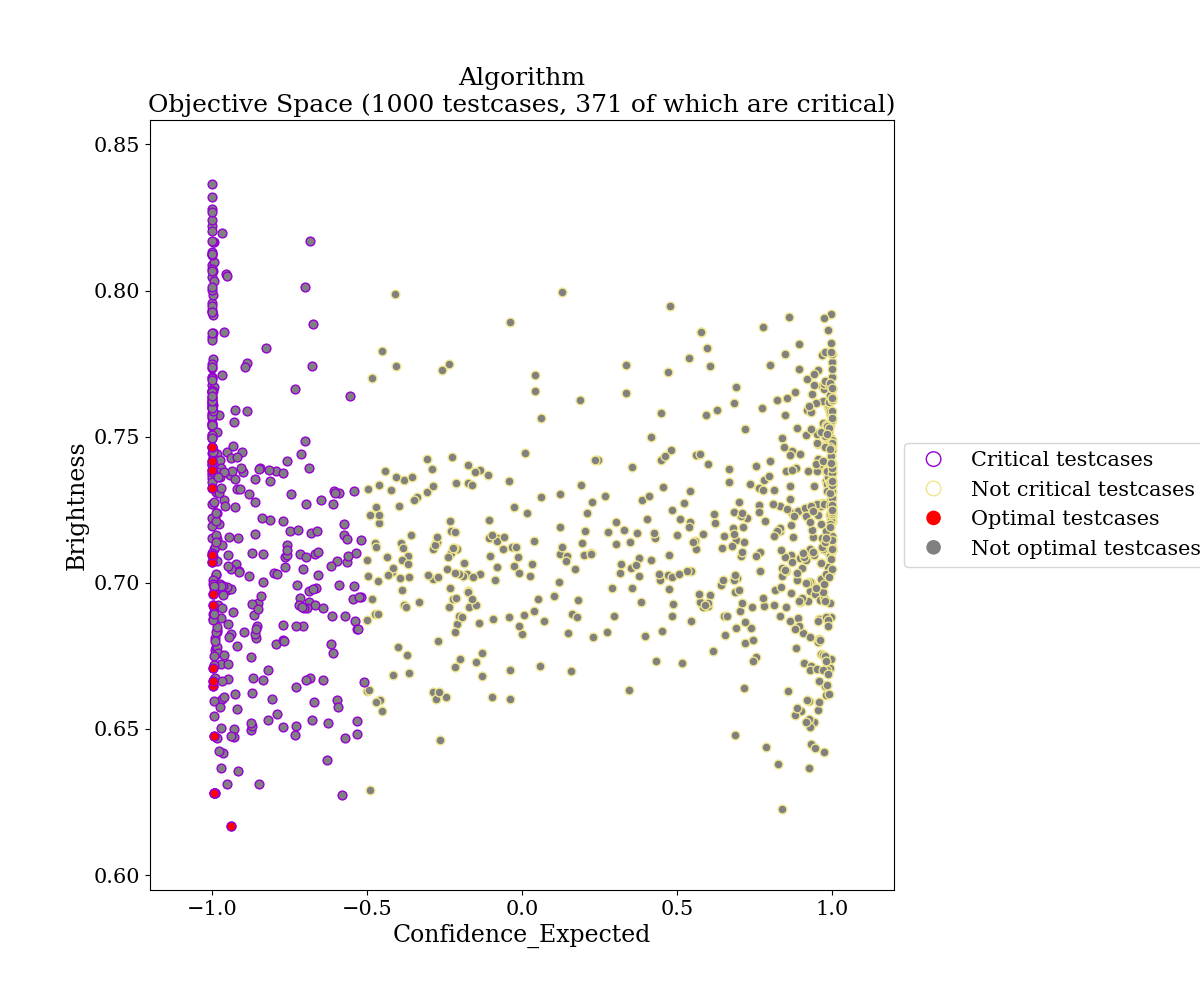 Algorithm
Objective Space (1000 testcases, 371 of which are critical)
0.85
0.80
0.75
0.70
0.65
0.60
Brightness
−1.0
−0.5
0.0
0.5
1.0
Confidence_Expected
Critical testcases
Not critical testcases
Optimal testcases
Not optimal testcases